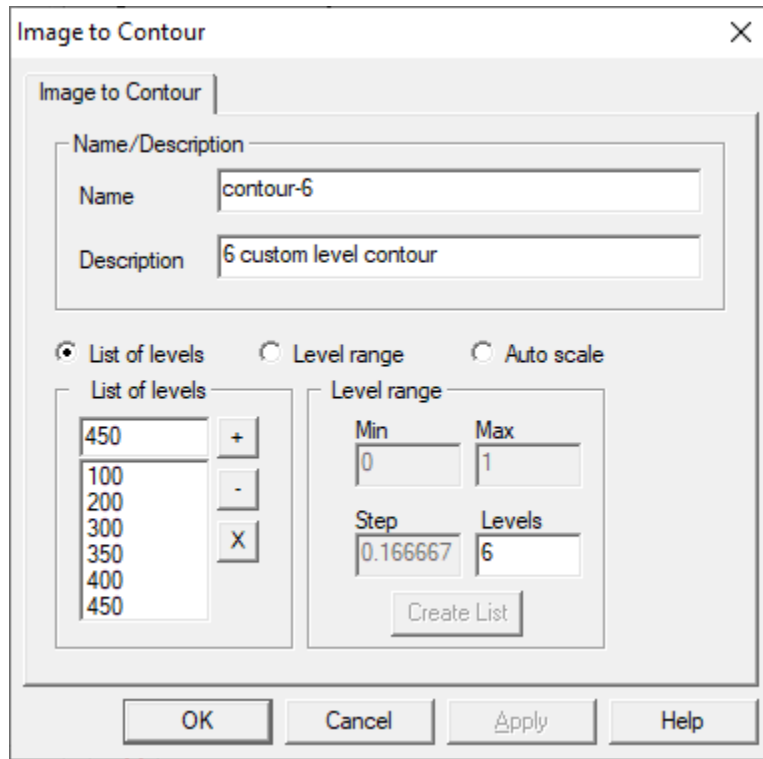 Image to Contour
Image to Contour
Name/Description
Name contour-6
Description 6 custom level contour
List of levels Level range Auto scale
List of levels Level range
450 +
100
200
300
350
400
450
-
X
Min Max
0 1
Step Levels
0.166667 6
Create List
OK Cancel Apply Help